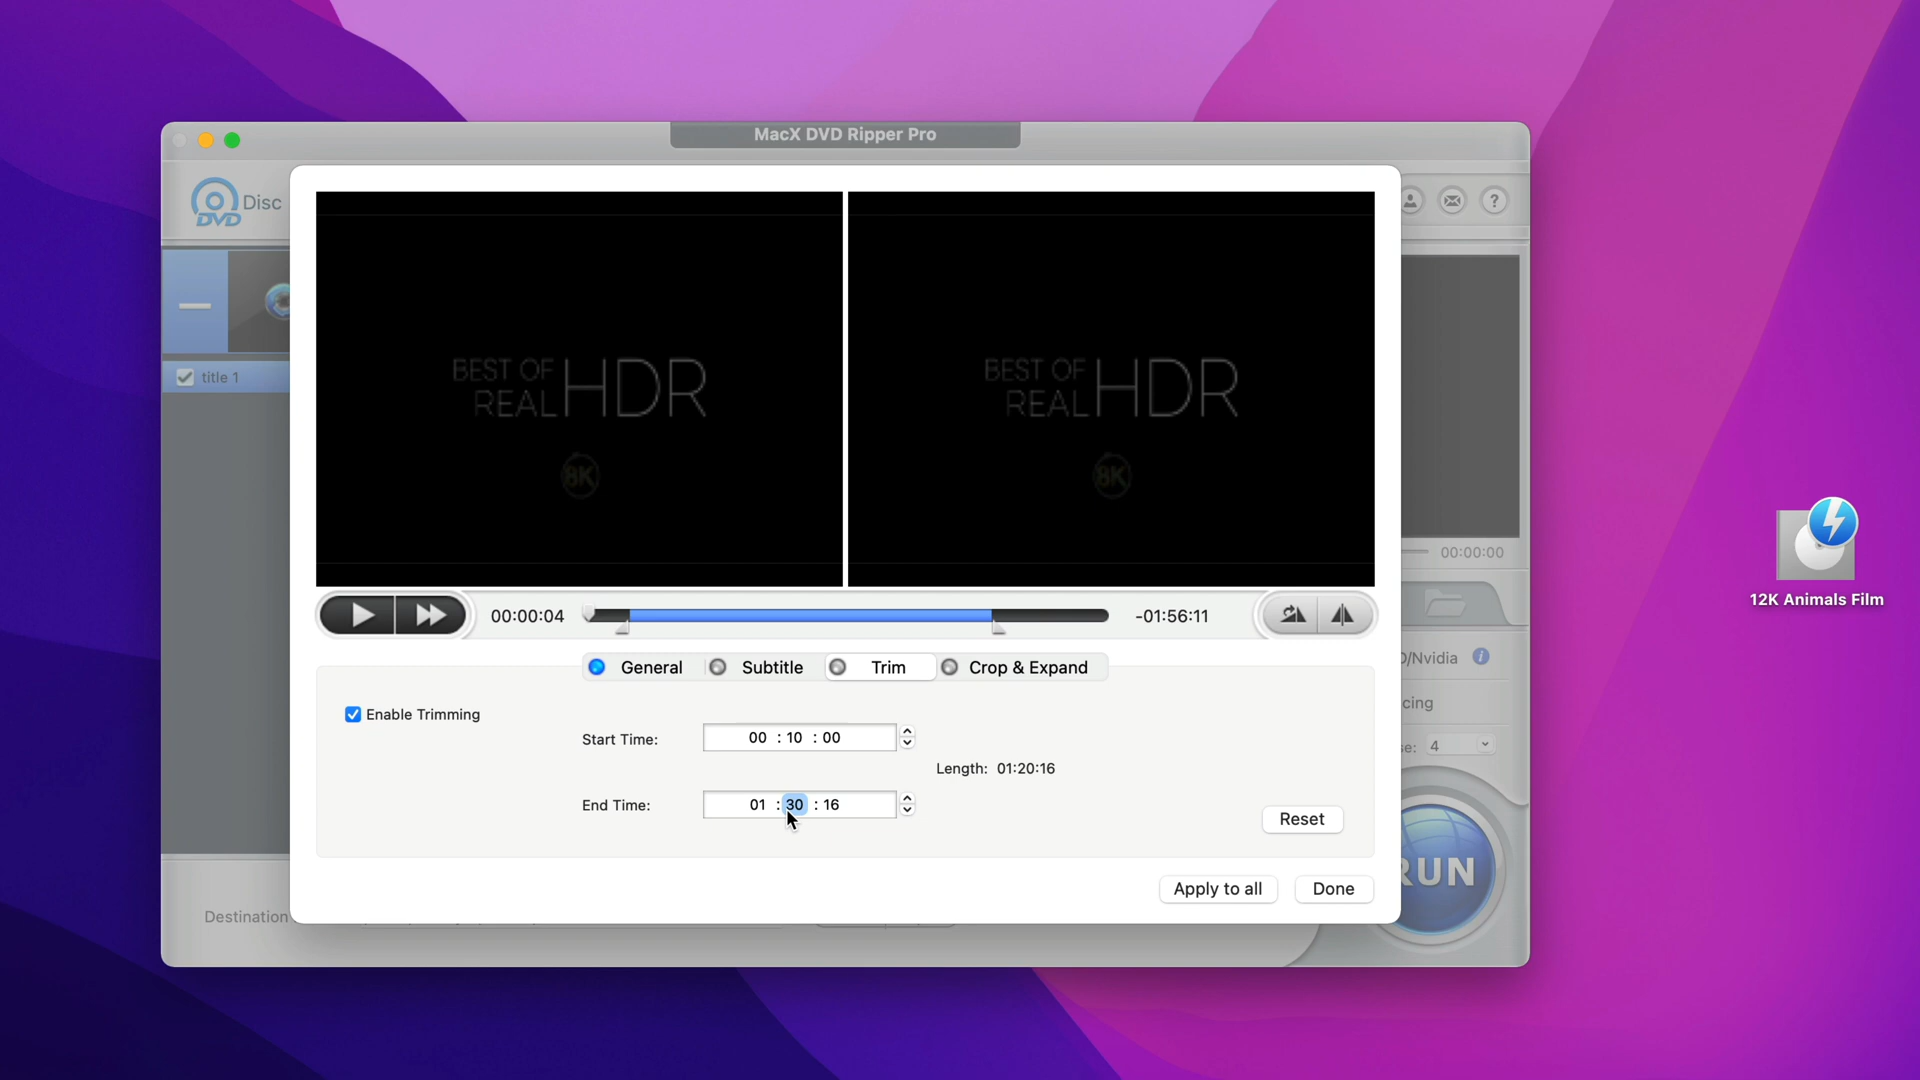 MacX DVD Ripper Pro
DVD
Disc
?
title 1
BEST OF
REAL HDR
8K
BEST OF
REAL HDR
8K
00:00:04
-01:56:11
00:00:00
General
Subtitle
Trim
Crop & Expand
D/Nvidia
Enable Trimming
cing
Start Time:
00 : 10 : 00
se: 4
Length: 01:20:16
End Time:
01 : 30 : 16
Reset
RUN
Apply to all
Done
Destination
12K Animals Film